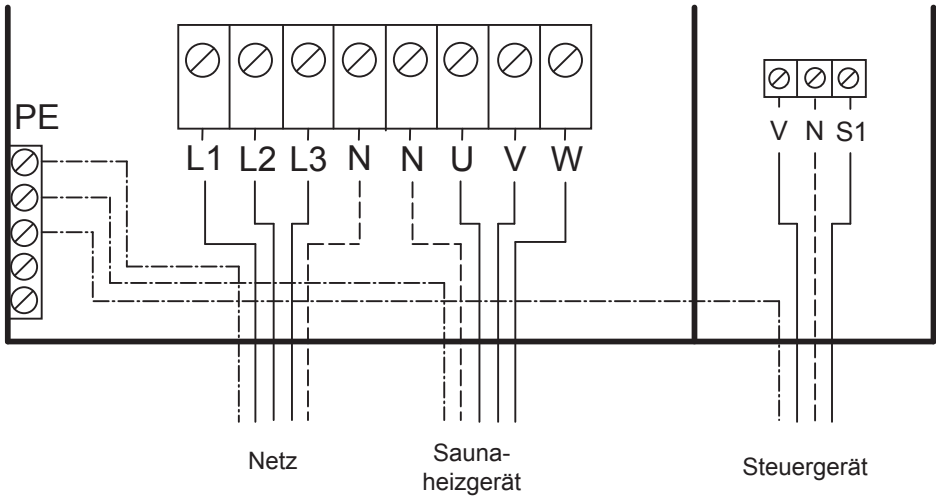 PE
L1 L2 L3 N N U V W
V N S1
Netz
Sauna-
heizgerät
Steuergerät